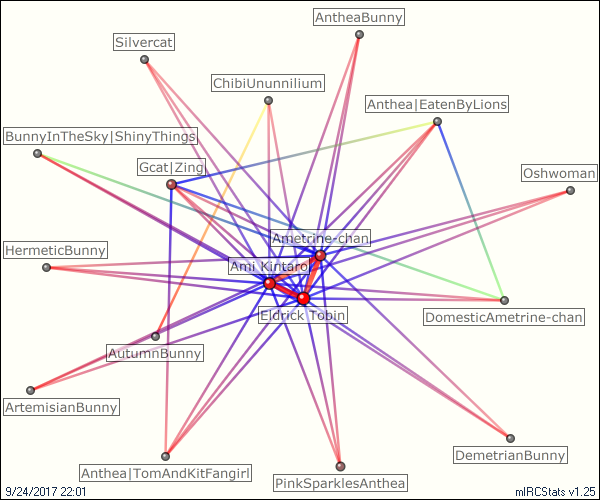 AntheaBunny
Silvercat
ChibiUnunnilium
Anthea|EatenByLions
BunnyInTheSky|ShinyThings
Gcat|Zing
Oshwoman
Ametrine-chan
HermeticBunny
Ami Kintaro
Eldrick Tobin
DomesticAmetrine-chan
AutumnBunny
ArtemisianBunny
DemetrianBunny
Anthea|TomAndKitFangirl
PinkSparklesAnthea
9/24/2017 22:01
mIRCStats v1.25